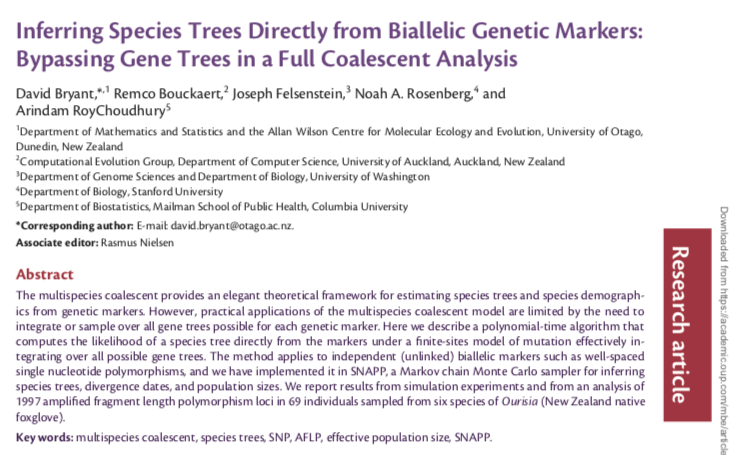 Inferring Species Trees Directly from Biallelic Genetic Markers:
Bypassing Gene Trees in a Full Coalescent Analysis
David Bryant,*,1 Remco Bouckaert,2 Joseph Felsenstein,3 Noah A. Rosenberg,4 and
Arindam RoyChoudhury5
1Department of Mathematics and Statistics and the Allan Wilson Centre for Molecular Ecology and Evolution, University of Otago,
Dunedin, New Zealand
2Computational Evolution Group, Department of Computer Science, University of Auckland, Auckland, New Zealand
3Department of Genome Sciences and Department of Biology, University of Washington
4Department of Biology, Stanford University
5Department of Biostatistics, Mailman School of Public Health, Columbia University
*Corresponding author: E-mail: david.bryant@otago.ac.nz.
Associate editor: Rasmus Nielsen
Abstract
The multispecies coalescent provides an elegant theoretical framework for estimating species trees and species demograph-
ics from genetic markers. However, practical applications of the multispecies coalescent model are limited by the need to
integrate or sample over all gene trees possible for each genetic marker. Here we describe a polynomial-time algorithm that
computes the likelihood of a species tree directly from the markers under a finite-sites model of mutation effectively in-
tegrating over all possible gene trees. The method applies to independent (unlinked) biallelic markers such as well-spaced
single nucleotide polymorphisms, and we have implemented it in SNAPP, a Markov chain Monte Carlo sampler for inferring
species trees, divergence dates, and population sizes. We report results from simulation experiments and from an analysis of
1997 amplified fragment length polymorphism loci in 69 individuals sampled from six species of Ourisia (New Zealand native
foxglove).
Key words: multispecies coalescent, species trees, SNP, AFLP, effective population size, SNAPP.
Research article
Downloaded from https://academic.oup.com/mbe/article